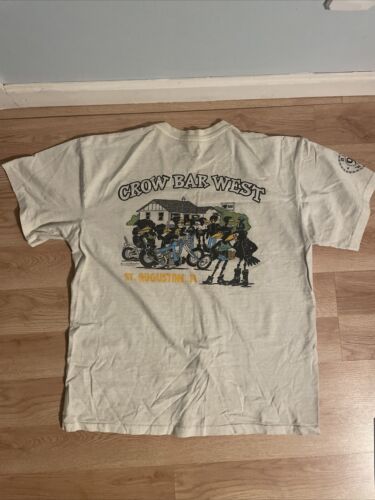 CROW BAR WEST
ST. AUGUSTINE, FL